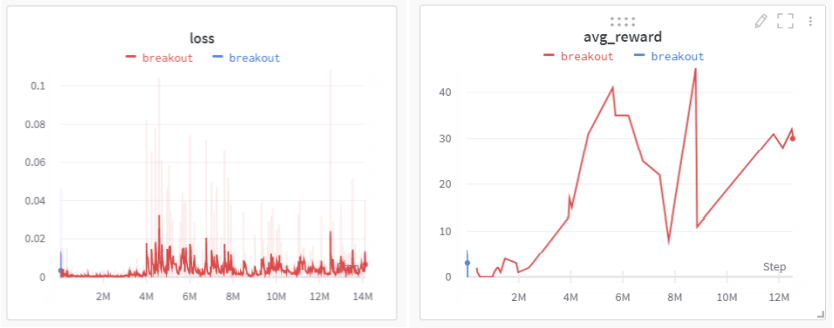 loss
breakout breakout
0.1
0.08
0.06
0.04
0.02
0
Step
2M 4M 6M 8M 10M 12M 14M
avg_reward
breakout breakout
40
30
20
10
0
Step
2M 4M 6M 8M 10M 12M